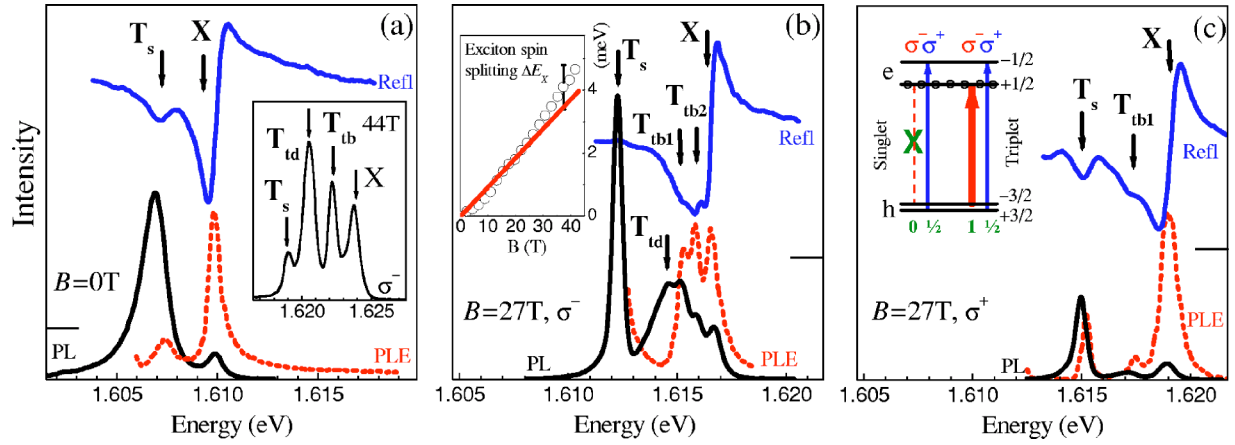 (a)
T_s
X
Refl
44T
T_td
T_tb
T_s
X
1.620
1.625
σ⁻
B=0T
PL
PLE
Intensity
1.605
1.610
1.615
Energy (eV)
(b)
Exciton spin
splitting ΔE_X
(meV)
4
2
0
0 10 20 30 40
B (T)
T_s
X
T_tb2
T_tb1
T_td
Refl
B=27T, σ⁻
PL
PLE
1.610
1.615
1.620
Energy (eV)
(c)
σ⁻ σ⁺ σ⁻ σ⁺
e
−1/2
+1/2
Singlet
X
Triplet
h
−3/2
+3/2
0 ½ 1 ½
X
T_s
T_tb1
Refl
B=27T, σ⁺
PLE
PL
1.610
1.615
1.620
Energy (eV)